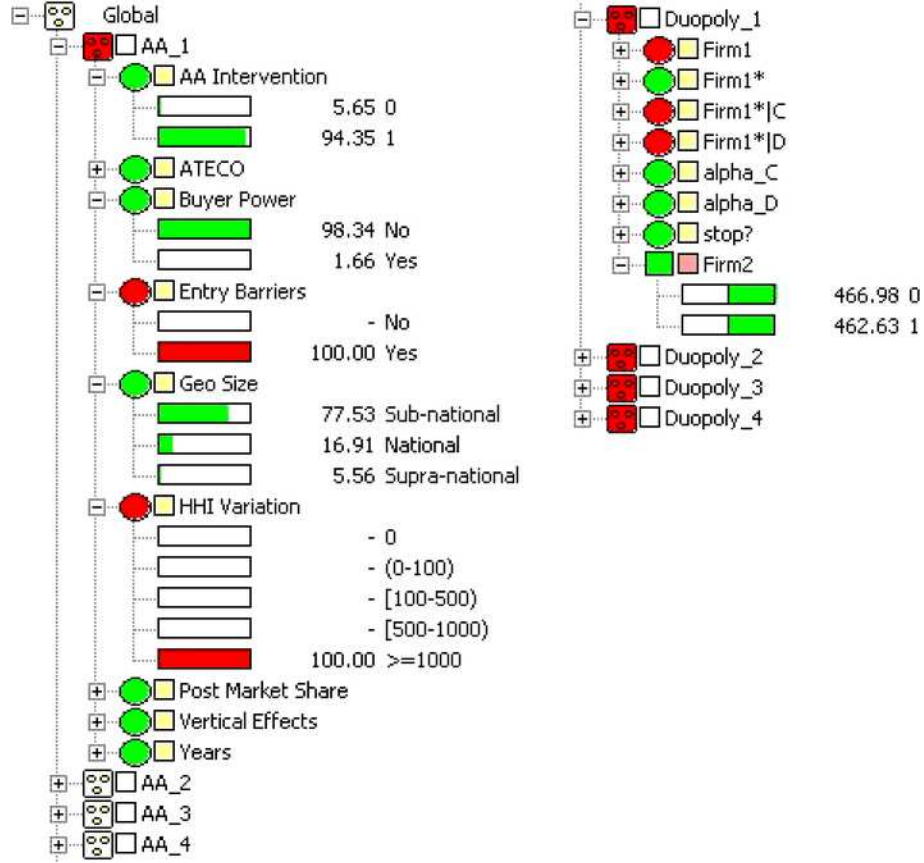 Global
AA_1
AA Intervention
5.65 0
94.35 1
ATECO
Buyer Power
98.34 No
1.66 Yes
Entry Barriers
- No
100.00 Yes
Geo Size
77.53 Sub-national
16.91 National
5.56 Supra-national
HHI Variation
- 0
- (0-100)
- [100-500)
- [500-1000)
100.00 >=1000
Post Market Share
Vertical Effects
Years
AA_2
AA_3
AA_4
Duopoly_1
Firm1
Firm1*
Firm1*|C
Firm1*|D
alpha_C
alpha_D
stop?
Firm2
466.98 0
462.63 1
Duopoly_2
Duopoly_3
Duopoly_4